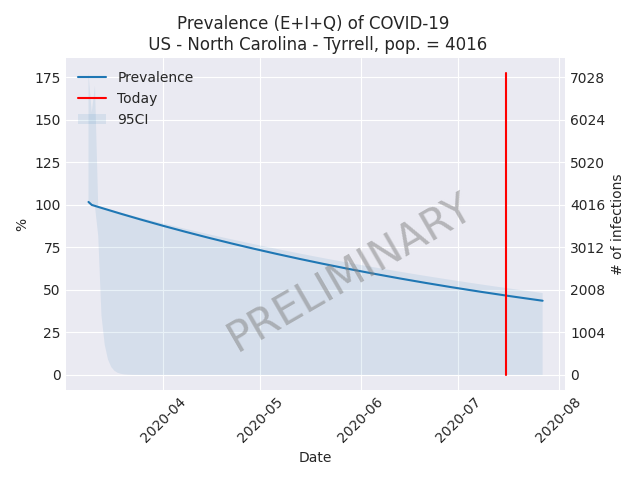 Prevalence (E+I+Q) of COVID-19
US - North Carolina - Tyrrell, pop. = 4016
Prevalence
Today
95CI
175
150
125
100
75
50
25
0
%
7028
6024
5020
4016
3012
2008
1004
0
# of infections
PRELIMINARY
2020-04
2020-05
2020-06
2020-07
2020-08
Date